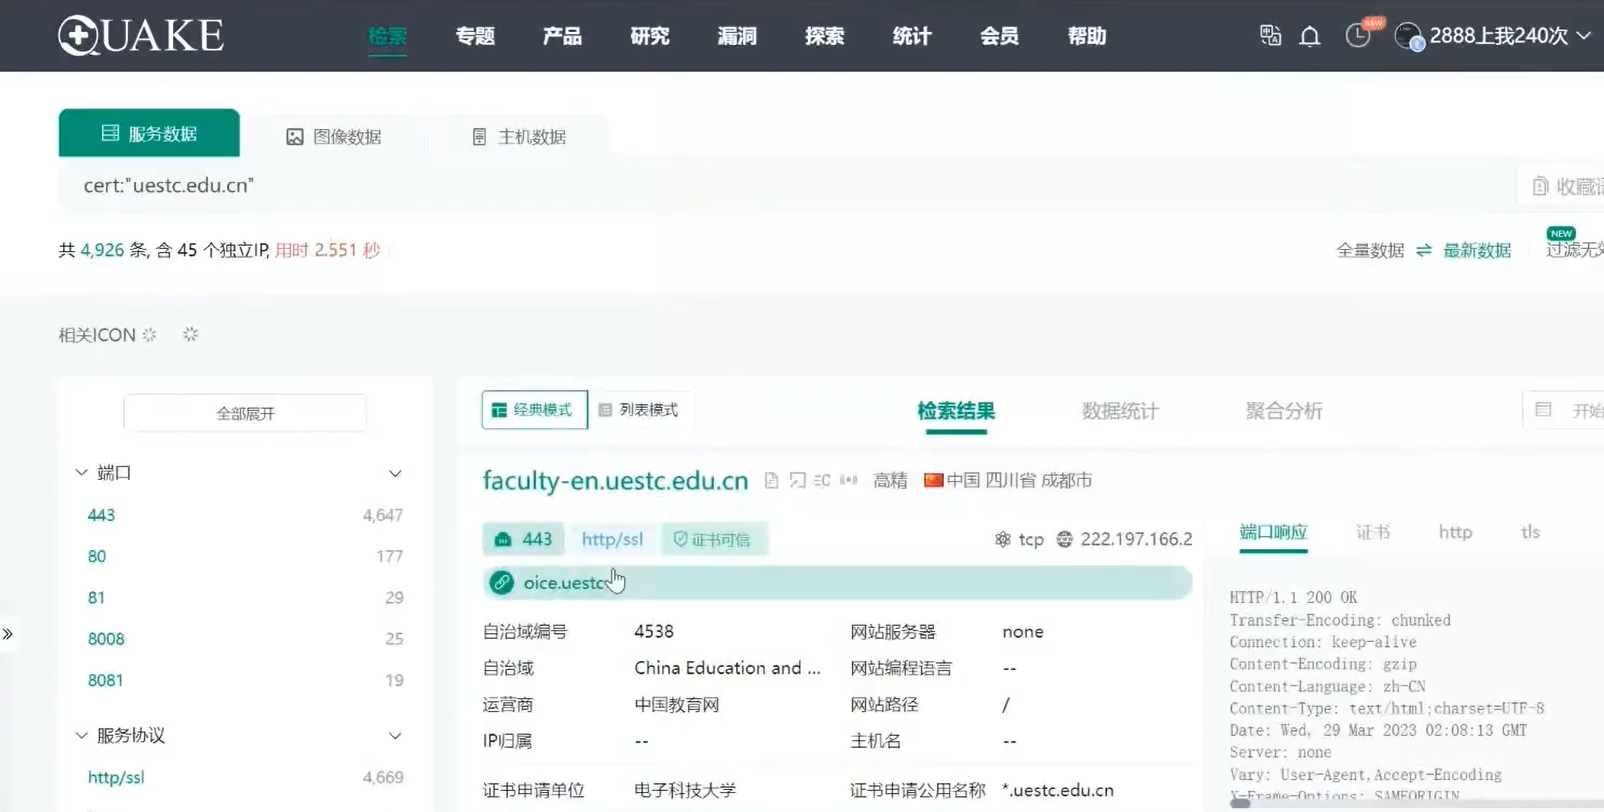 QUAKE 检索 专题 产品 研究 漏洞 探索 统计 会员 帮助 NEW 2888上我240次
服务数据 图像数据 主机数据
cert:"uestc.edu.cn" 收藏
共 4,926 条, 含 45 个独立IP, 用时 2.551 秒 全量数据 最新数据 NEW 过滤无
相关ICON
全部展开
端口
443 4,647
80 177
81 29
8008 25
8081 19
服务协议
http/ssl 4,669
经典模式 列表模式 检索结果 数据统计 聚合分析 开始
faculty-en.uestc.edu.cn 高精 中国 四川省 成都市
443 http/ssl 证书可信 tcp 222.197.166.2
oice.uestc
自治域编号 4538 网站服务器 none
自治域 China Education and ... 网站编程语言 --
运营商 中国教育网 网站路径 /
IP归属 -- 主机名 --
证书申请单位 电子科技大学 证书申请公用名称 *.uestc.edu.cn
端口响应 证书 http tls
HTTP/1.1 200 OK
Transfer-Encoding: chunked
Connection: keep-alive
Content-Encoding: gzip
Content-Language: zh-CN
Content-Type: text/html;charset=UTF-8
Date: Wed, 29 Mar 2023 02:08:13 GMT
Server: none
Vary: User-Agent,Accept-Encoding
X-Frame-Options: SAMEORIGIN